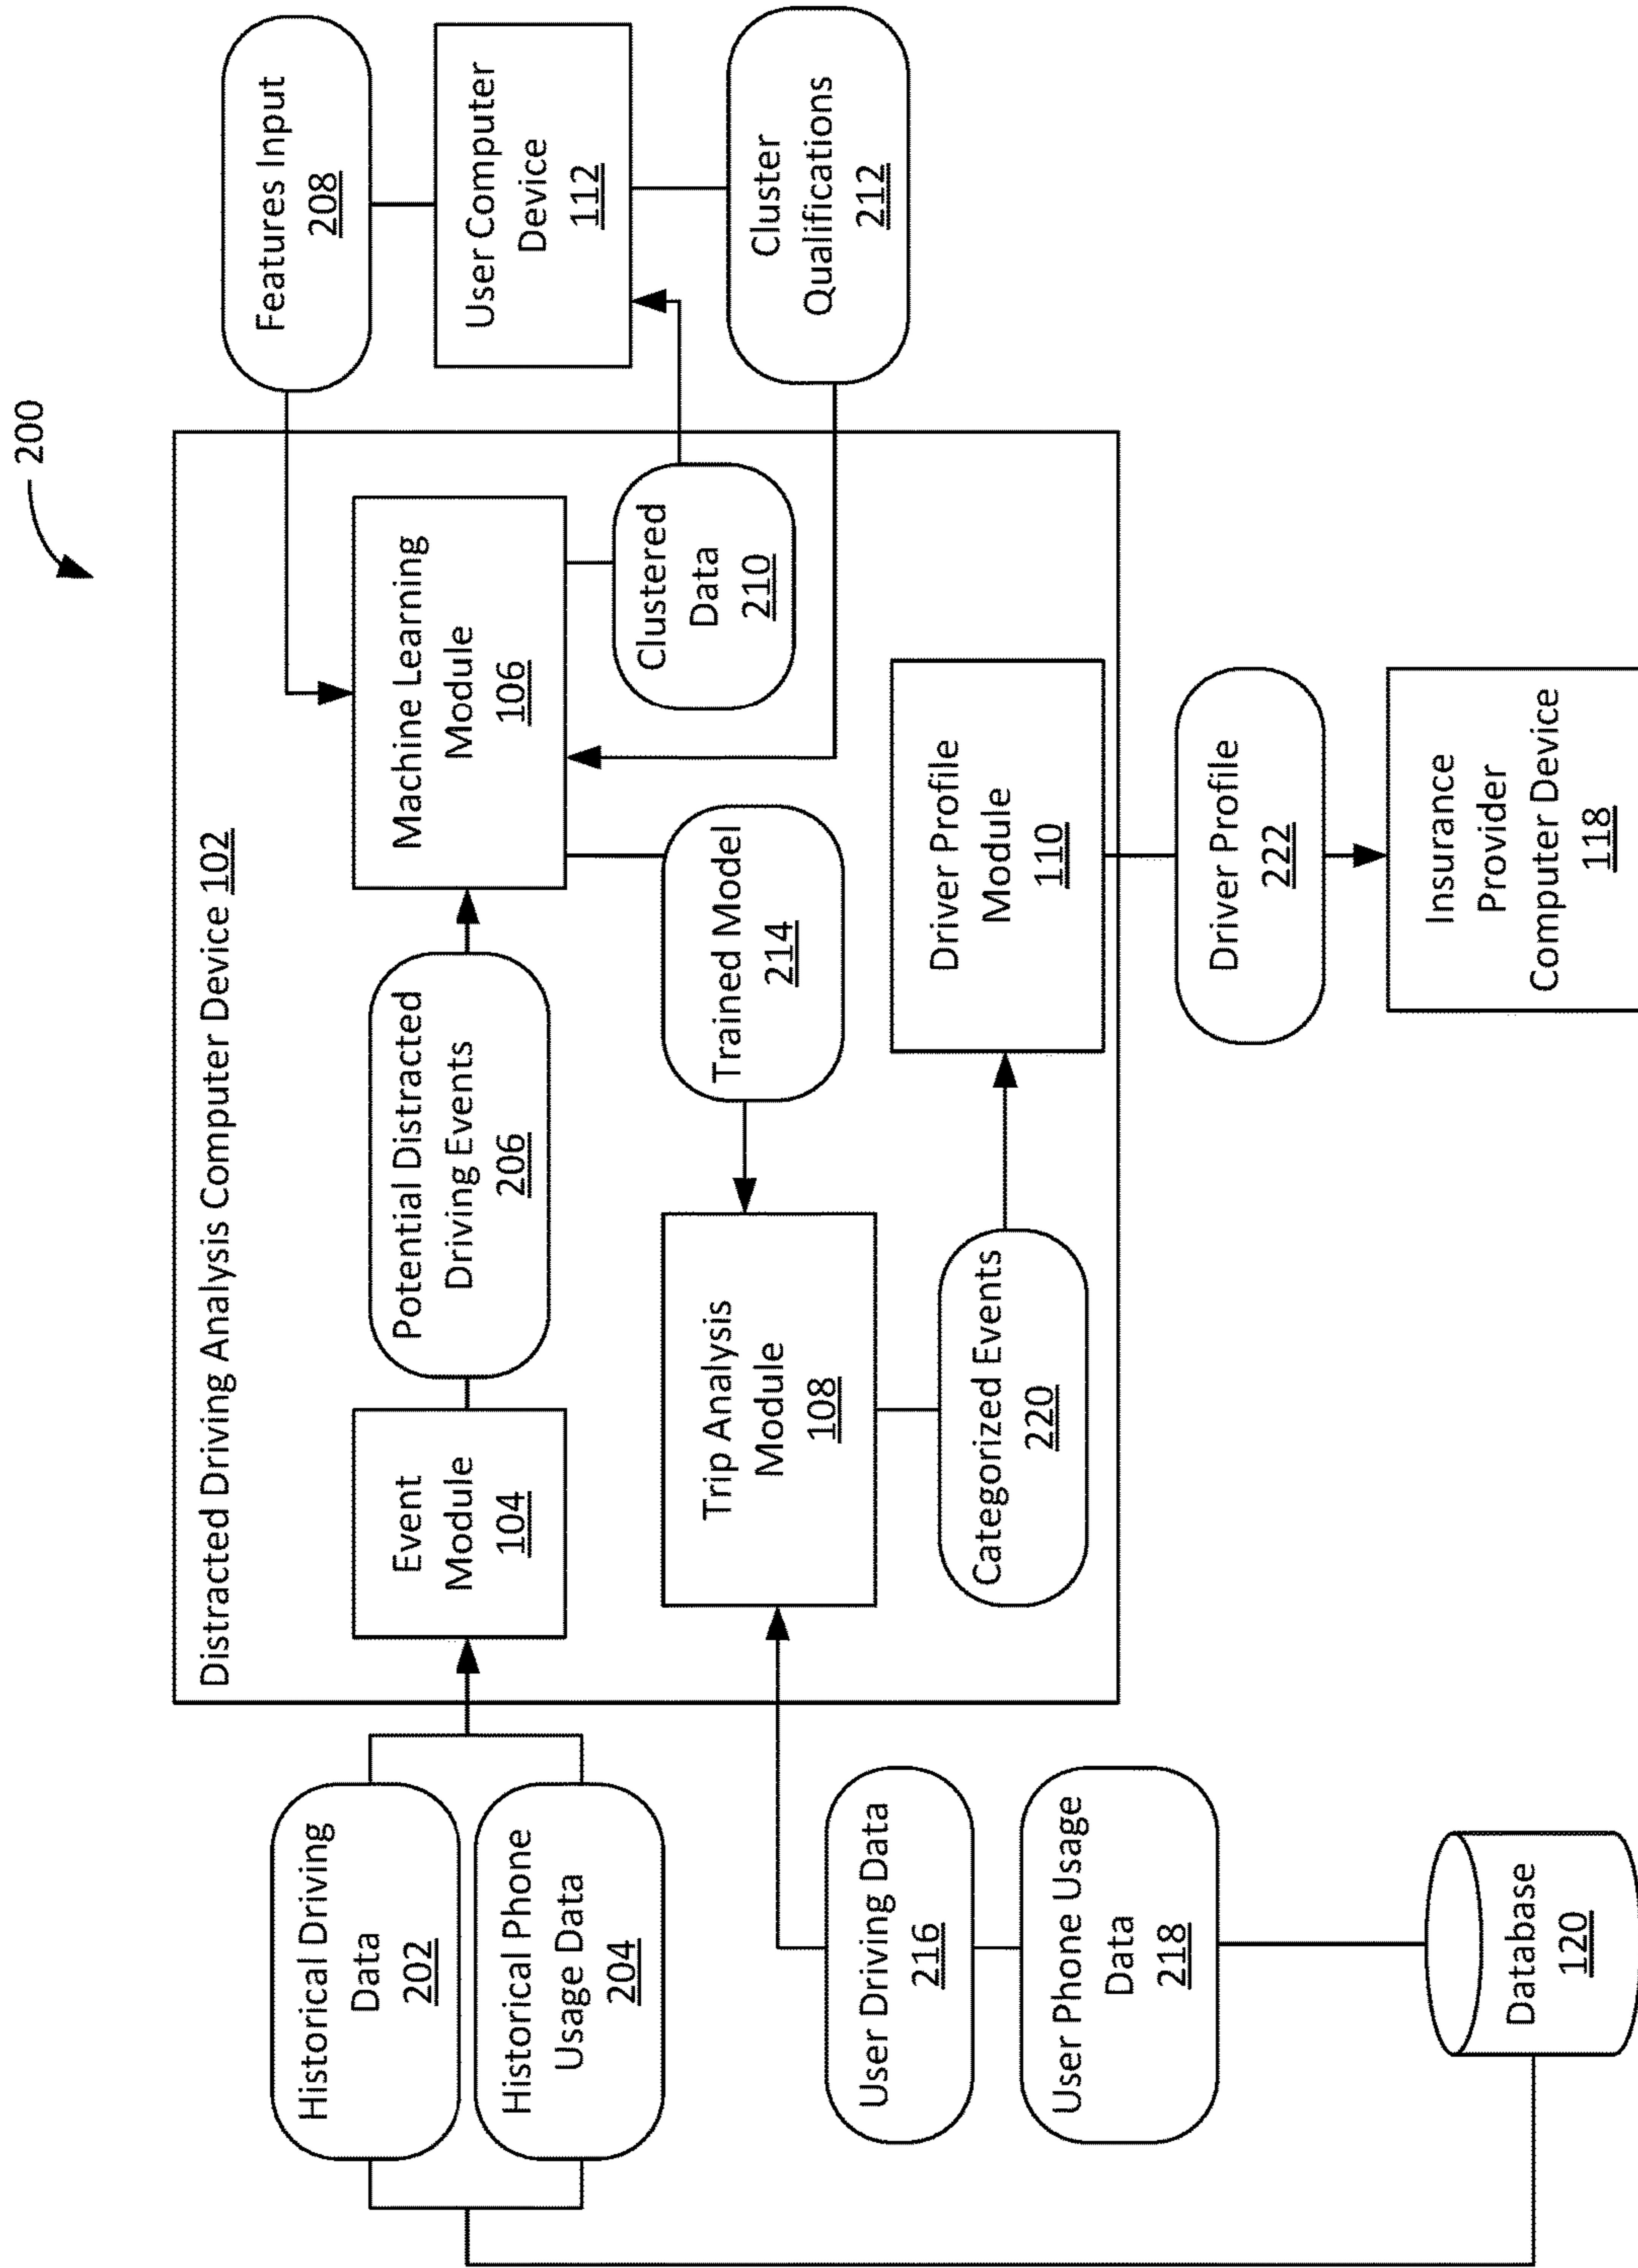 200
Distracted Driving Analysis Computer Device 102
Historical Driving
Data
202
Historical Phone
Usage Data
204
Event
Module
104
Potential Distracted
Driving Events
206
Machine Learning
Module
106
Features Input
208
User Computer
Device
112
Clustered
Data
210
Cluster
Qualifications
212
Trained Model
214
User Driving Data
216
User Phone Usage
Data
218
Trip Analysis
Module
108
Categorized Events
220
Driver Profile
Module
110
Driver Profile
222
Database
120
Insurance
Provider
Computer Device
118